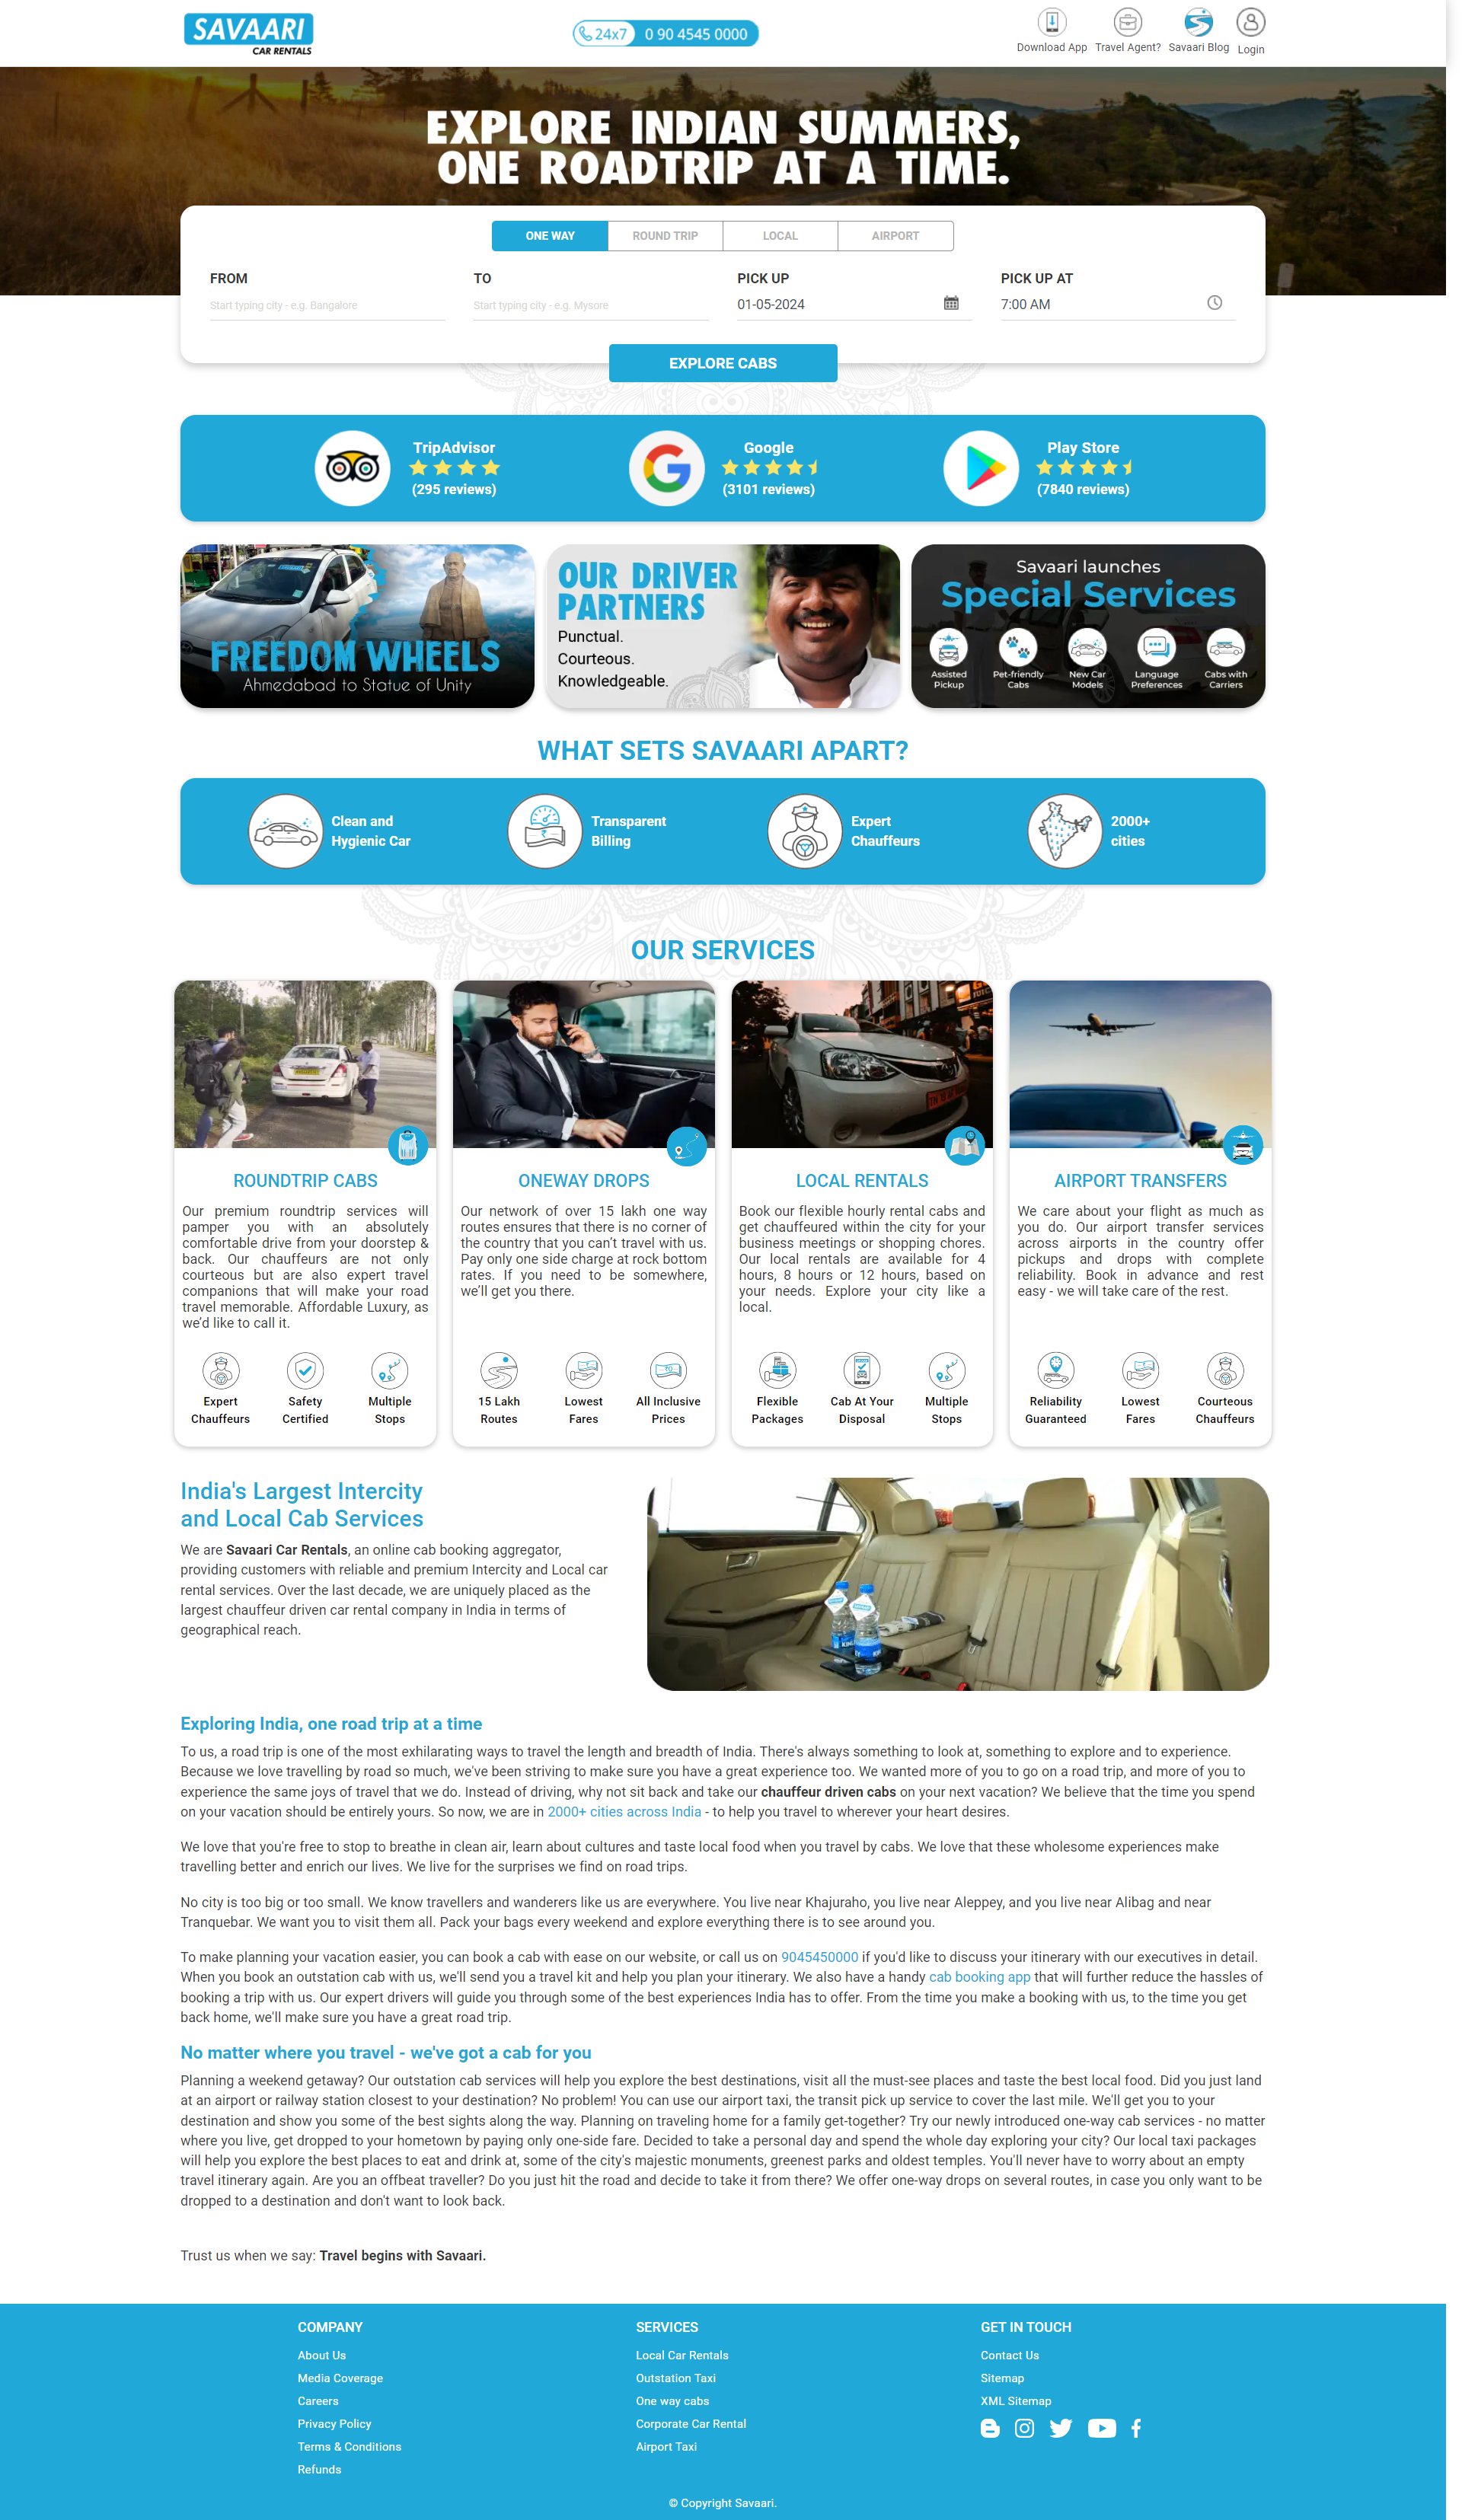 SAVAARI
CAR RENTALS
24x7 0 90 4545 0000
Download App Travel Agent? Savaari Blog Login
EXPLORE INDIAN SUMMERS,
ONE ROADTRIP AT A TIME.
ONE WAY ROUND TRIP LOCAL AIRPORT
FROM TO PICK UP PICK UP AT
Start typing city - e.g. Bangalore Start typing city - e.g. Mysore 01-05-2024 7:00 AM
EXPLORE CABS
TripAdvisor
(295 reviews)
Google
(3101 reviews)
Play Store
(7840 reviews)
FREEDOM WHEELS
Ahmedabad to Statue of Unity
OUR DRIVER
PARTNERS
Punctual.
Courteous.
Knowledgeable.
Savaari launches
Special Services
Assisted
Pickup
Pet-friendly
Cabs
New Car
Models
Language
Preferences
Cabs with
Carriers
WHAT SETS SAVAARI APART?
Clean and
Hygienic Car
Transparent
Billing
Expert
Chauffeurs
2000+
cities
OUR SERVICES
ROUNDTRIP CABS
Our premium roundtrip services will
pamper you with an absolutely
comfortable drive from your doorstep &
back. Our chauffeurs are not only
courteous but are also expert travel
companions that will make your road
travel memorable. Affordable Luxury, as
we'd like to call it.
Expert
Chauffeurs
Safety
Certified
Multiple
Stops
ONEWAY DROPS
Our network of over 15 lakh one way
routes ensures that there is no corner of
the country that you can't travel with us.
Pay only one side charge at rock bottom
rates. If you need to be somewhere,
we'll get you there.
15 Lakh
Routes
Lowest
Fares
All Inclusive
Prices
LOCAL RENTALS
Book our flexible hourly rental cabs and
get chauffeured within the city for your
business meetings or shopping chores.
Our local rentals are available for 4
hours, 8 hours or 12 hours, based on
your needs. Explore your city like a
local.
Flexible
Packages
Cab At Your
Disposal
Multiple
Stops
AIRPORT TRANSFERS
We care about your flight as much as
you do. Our airport transfer services
across airports in the country offer
pickups and drops with complete
reliability. Book in advance and rest
easy - we will take care of the rest.
Reliability
Guaranteed
Lowest
Fares
Courteous
Chauffeurs
India's Largest Intercity
and Local Cab Services
We are Savaari Car Rentals, an online cab booking aggregator,
providing customers with reliable and premium Intercity and Local car
rental services. Over the last decade, we are uniquely placed as the
largest chauffeur driven car rental company in India in terms of
geographical reach.
Exploring India, one road trip at a time
To us, a road trip is one of the most exhilarating ways to travel the length and breadth of India. There's always something to look at, something to explore and to experience.
Because we love travelling by road so much, we've been striving to make sure you have a great experience too. We wanted more of you to go on a road trip, and more of you to
experience the same joys of travel that we do. Instead of driving, why not sit back and take our chauffeur driven cabs on your next vacation? We believe that the time you spend
on your vacation should be entirely yours. So now, we are in 2000+ cities across India - to help you travel to wherever your heart desires.
We love that you're free to stop to breathe in clean air, learn about cultures and taste local food when you travel by cabs. We love that these wholesome experiences make
travelling better and enrich our lives. We live for the surprises we find on road trips.
No city is too big or too small. We know travellers and wanderers like us are everywhere. You live near Khajuraho, you live near Aleppey, and you live near Alibag and near
Tranquebar. We want you to visit them all. Pack your bags every weekend and explore everything there is to see around you.
To make planning your vacation easier, you can book a cab with ease on our website, or call us on 9045450000 if you'd like to discuss your itinerary with our executives in detail.
When you book an outstation cab with us, we'll send you a travel kit and help you plan your itinerary. We also have a handy cab booking app that will further reduce the hassles of
booking a trip with us. Our expert drivers will guide you through some of the best experiences India has to offer. From the time you make a booking with us, to the time you get
back home, we'll make sure you have a great road trip.
No matter where you travel - we've got a cab for you
Planning a weekend getaway? Our outstation cab services will help you explore the best destinations, visit all the must-see places and taste the best local food. Did you just land
at an airport or railway station closest to your destination? No problem! You can use our airport taxi, the transit pick up service to cover the last mile. We'll get you to your
destination and show you some of the best sights along the way. Planning on traveling home for a family get-together? Try our newly introduced one-way cab services - no matter
where you live, get dropped to your hometown by paying only one-side fare. Decided to take a personal day and spend the whole day exploring your city? Our local taxi packages
will help you explore the best places to eat and drink at, some of the city's majestic monuments, greenest parks and oldest temples. You'll never have to worry about an empty
travel itinerary again. Are you an offbeat traveller? Do you just hit the road and decide to take it from there? We offer one-way drops on several routes, in case you only want to be
dropped to a destination and don't want to look back.
Trust us when we say: Travel begins with Savaari.
COMPANY
About Us
Media Coverage
Careers
Privacy Policy
Terms & Conditions
Refunds
SERVICES
Local Car Rentals
Outstation Taxi
One way cabs
Corporate Car Rental
Airport Taxi
GET IN TOUCH
Contact Us
Sitemap
XML Sitemap
© Copyright Savaari.